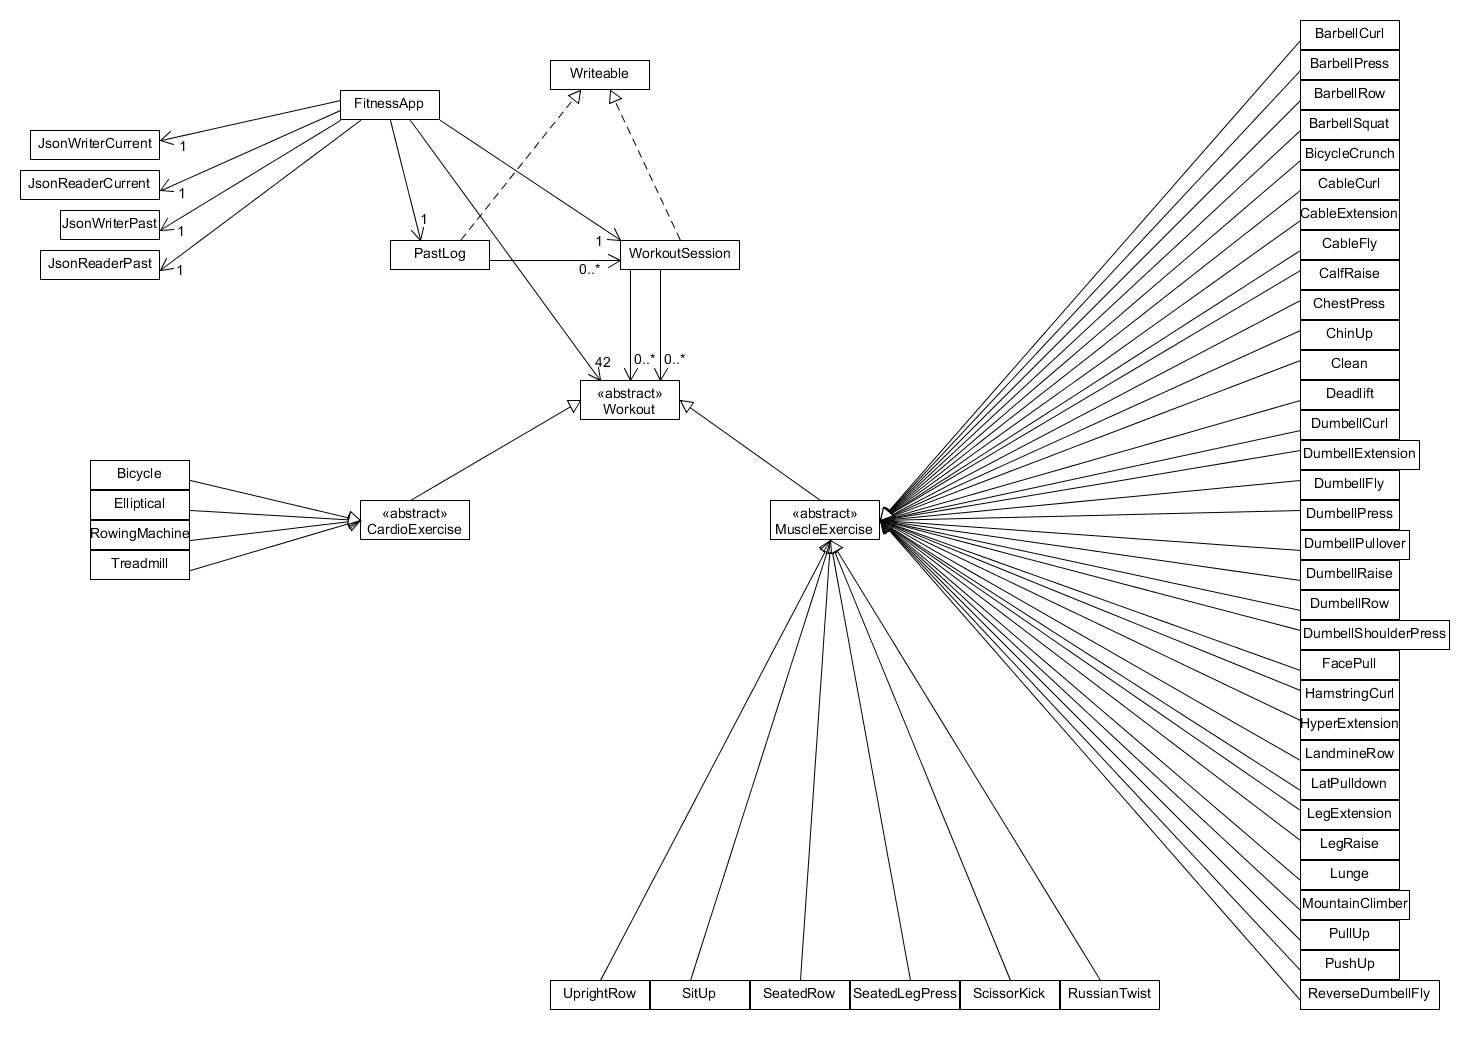 Writeable
FitnessApp
JsonWriterCurrent
1
JsonReaderCurrent
1
JsonWriterPast
1
JsonReaderPast
1
1
PastLog
0..*
1
WorkoutSession
42
0..*
0..*
«abstract»
Workout
Bicycle
Elliptical
RowingMachine
Treadmill
«abstract»
CardioExercise
«abstract»
MuscleExercise
UprightRow
SitUp
SeatedRow
SeatedLegPress
ScissorKick
RussianTwist
BarbellCurl
BarbellPress
BarbellRow
BarbellSquat
BicycleCrunch
CableCurl
CableExtension
CableFly
CalfRaise
ChestPress
ChinUp
Clean
Deadlift
DumbellCurl
DumbellExtension
DumbellFly
DumbellPress
DumbellPullover
DumbellRaise
DumbellRow
DumbellShoulderPress
FacePull
HamstringCurl
HyperExtension
LandmineRow
LatPulldown
LegExtension
LegRaise
Lunge
MountainClimber
PullUp
PushUp
ReverseDumbellFly